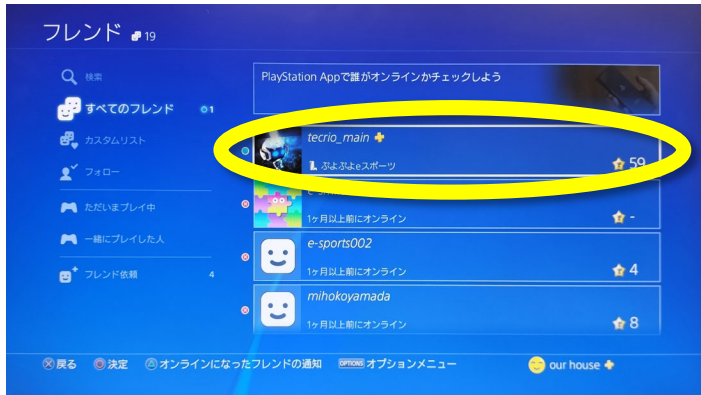 フレンド 19
検索
すべてのフレンド 1
カスタムリスト
フォロー
ただいまプレイ中
一緒にプレイした人
フレンド依頼 4
PlayStation Appで誰がオンラインかチェックしよう
tecrio_main
ぷよぷよeスポーツ 59
1ヶ月以上前にオンライン -
e-sports002
1ヶ月以上前にオンライン 4
mihokoyamada
1ヶ月以上前にオンライン 8
戻る 決定 オンラインになったフレンドの通知 OPTIONS オプションメニュー our house